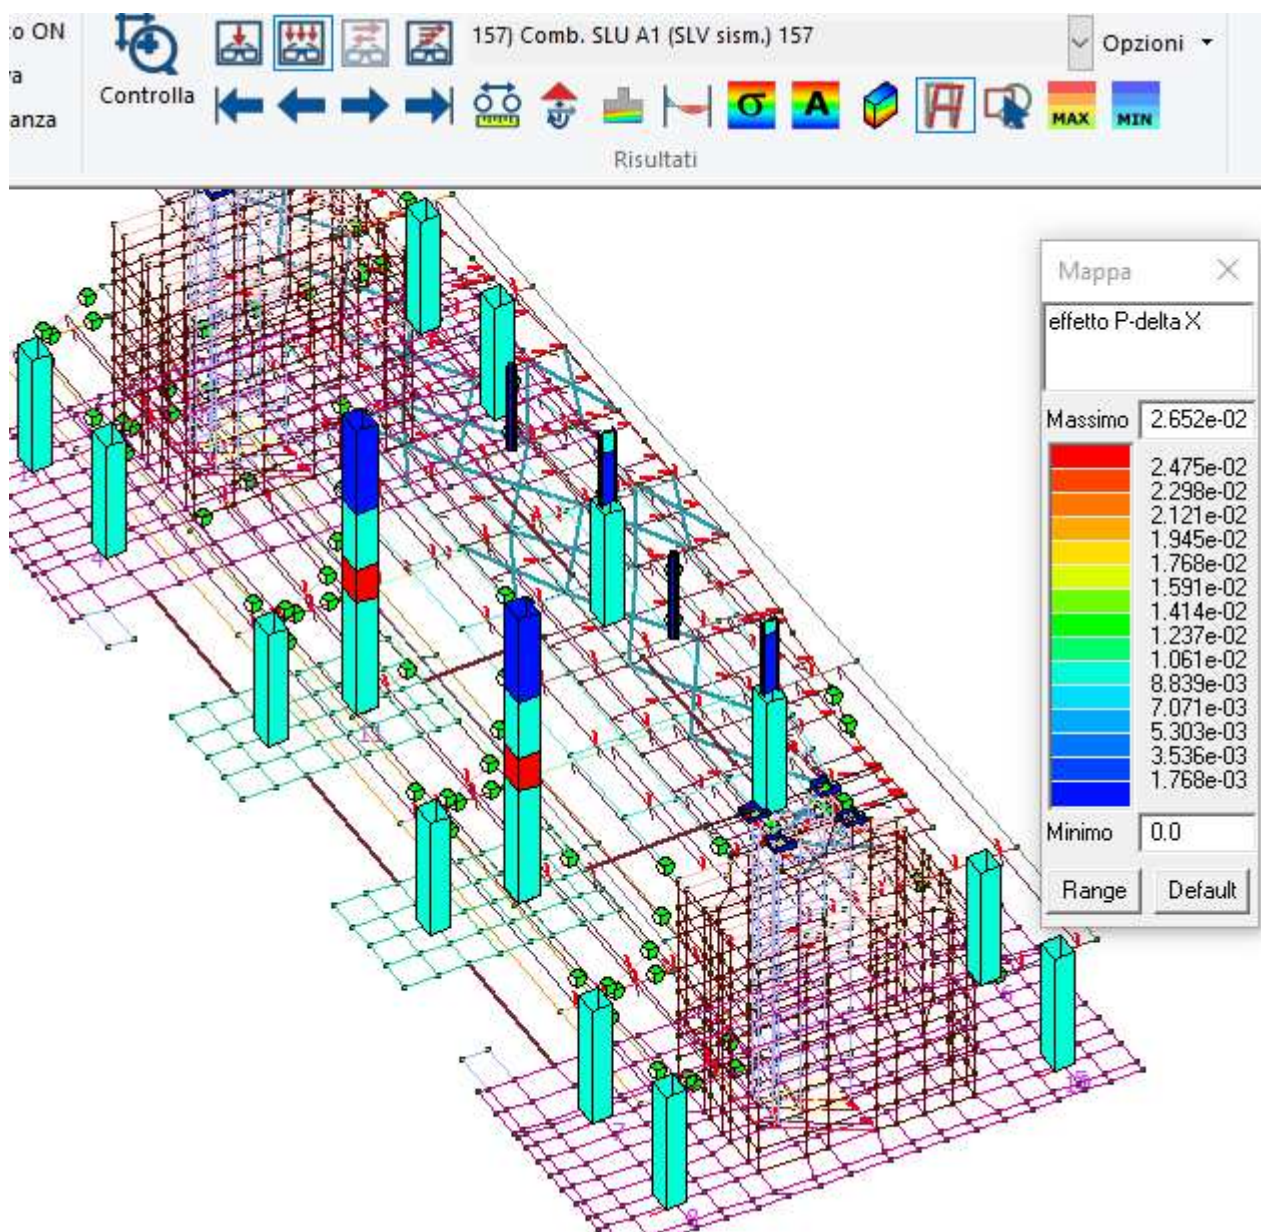 o ON
a
anza
Controlla
157) Comb. SLU A1 (SLV sism.) 157
Opzioni
σ
A
MAX
MIN
Risultati
Mappa
effetto P-delta X
Massimo 2.652e-02
2.475e-02
2.298e-02
2.121e-02
1.945e-02
1.768e-02
1.591e-02
1.414e-02
1.237e-02
1.061e-02
8.839e-03
7.071e-03
5.303e-03
3.536e-03
1.768e-03
Minimo 0.0
Range Default
11